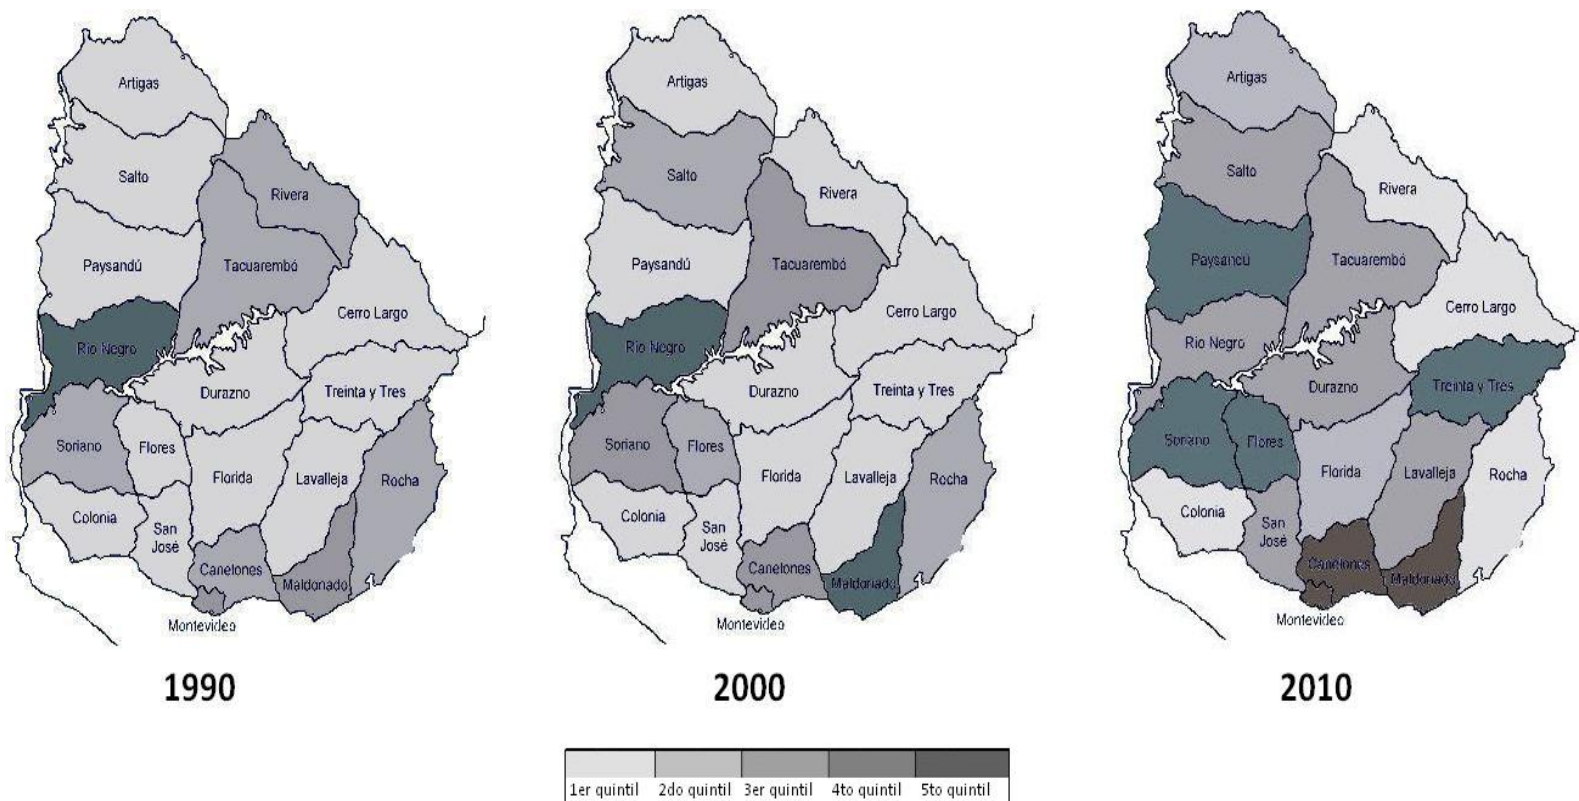 Artigas
Salto
Rivera
Paysandú
Tacuarembó
Cerro Largo
Rio Negro
Durazno
Treinta y Tres
Soriano
Flores
Florida
Lavalleja
Rocha
Colonia
San
José
Canelones
Maldonado
Montevideo
1990
Artigas
Salto
Rivera
Paysandú
Tacuarembó
Cerro Largo
Rio Negro
Durazno
Treinta y Tres
Soriano
Flores
Florida
Lavalleja
Rocha
Colonia
San
José
Canelones
Maldonado
Montevideo
2000
Artigas
Salto
Rivera
Paysandú
Tacuarembó
Cerro Largo
Rio Negro
Durazno
Treinta y Tres
Soriano
Flores
Florida
Lavalleja
Rocha
Colonia
San
José
Canelones
Maldonado
Montevideo
2010
1er quintil 2do quintil 3er quintil 4to quintil 5to quintil